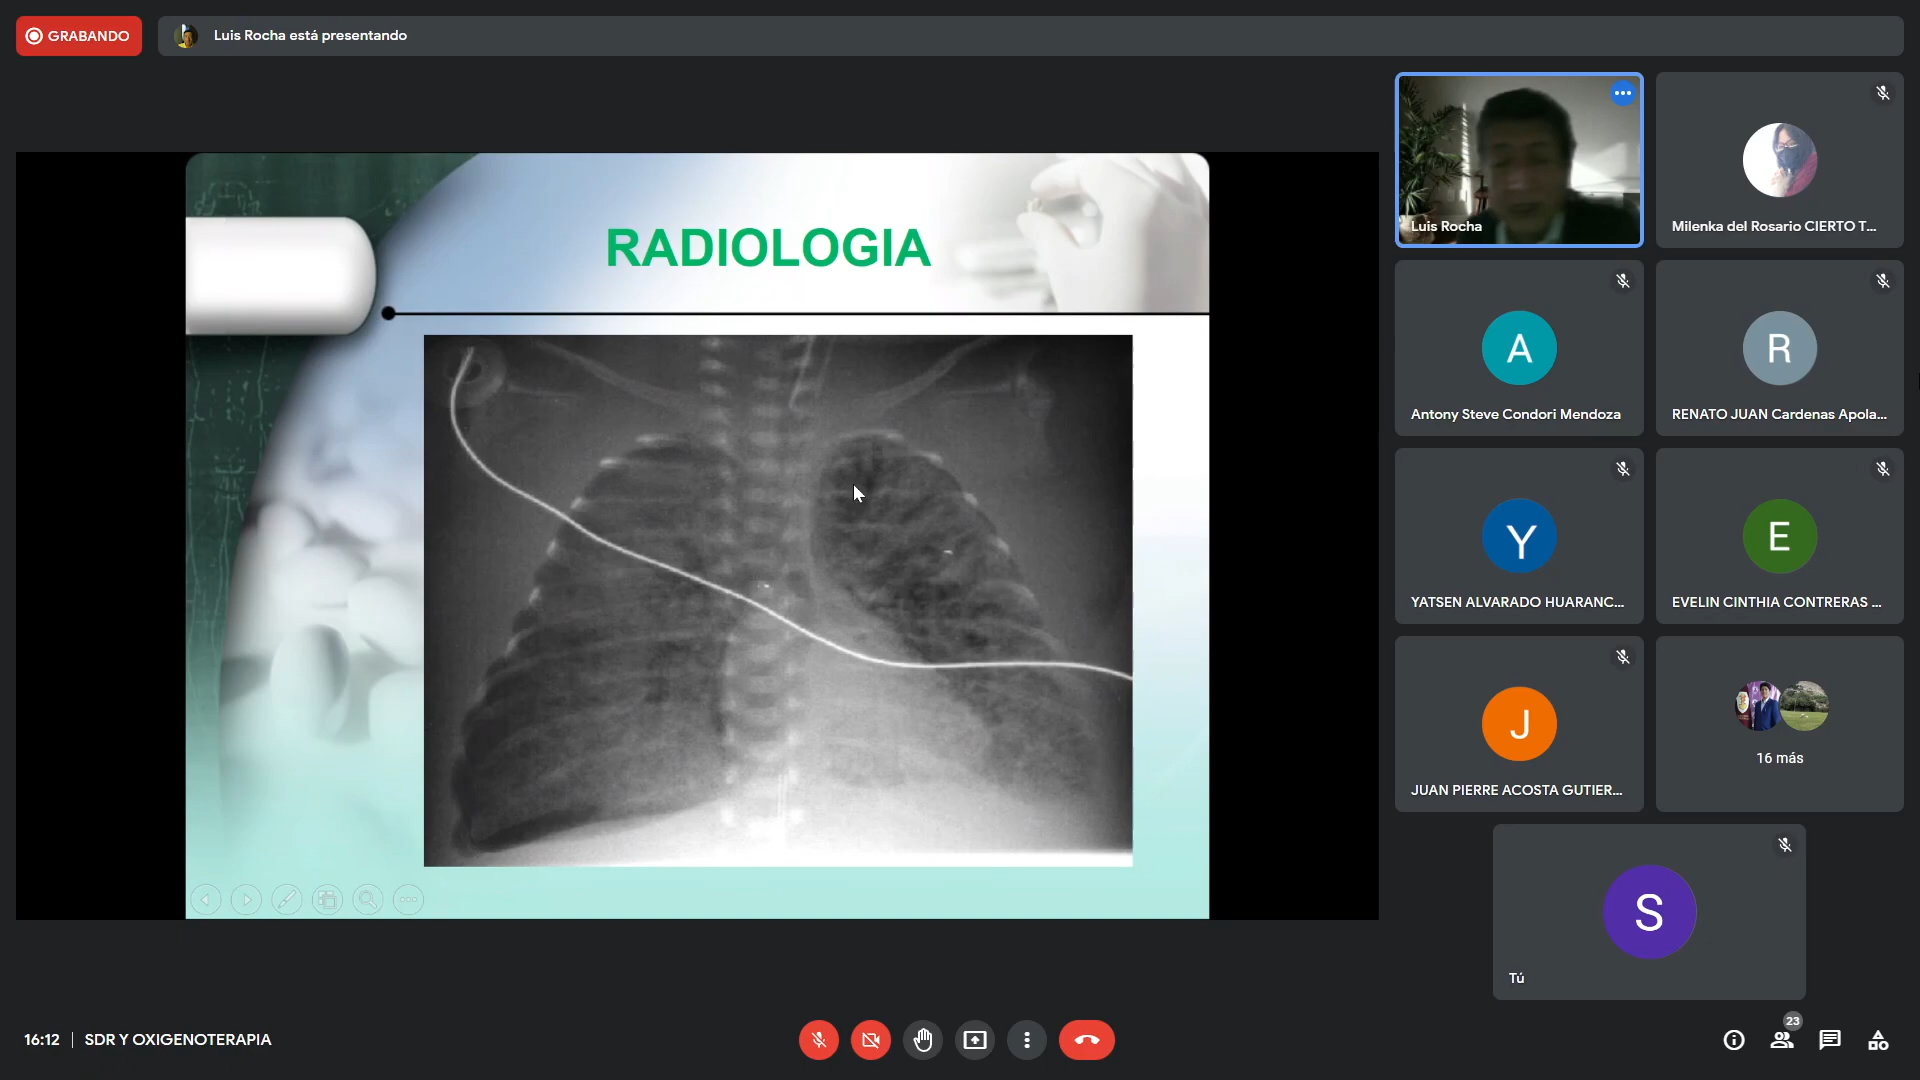 GRABANDO
Luis Rocha está presentando
RADIOLOGIA
Luis Rocha
Milenka del Rosario CIERTO T...
A
Antony Steve Condori Mendoza
R
RENATO JUAN Cardenas Apola...
Y
YATSEN ALVARADO HUARANC...
E
EVELIN CINTHIA CONTRERAS ...
J
JUAN PIERRE ACOSTA GUTIER...
16 más
S
Tú
16:12 | SDR Y OXIGENOTERAPIA
23